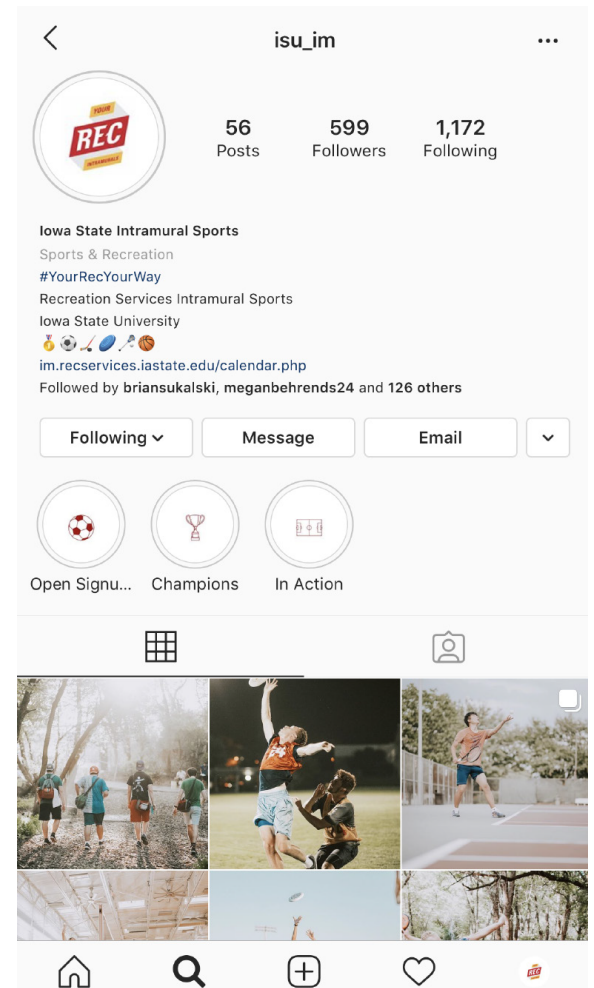 isu_im
YOUR
REC
INTRAMURALS
56
599
1,172
Posts
Followers
Following
Iowa State Intramural Sports
Sports & Recreation
#YourRecYourWay
Recreation Services Intramural Sports
Iowa State University
im.recservices.iastate.edu/calendar.php
Followed by briansukalski, meganbehrends24 and 126 others
Following
Message
Email
Open Signu...
Champions
In Action
REC